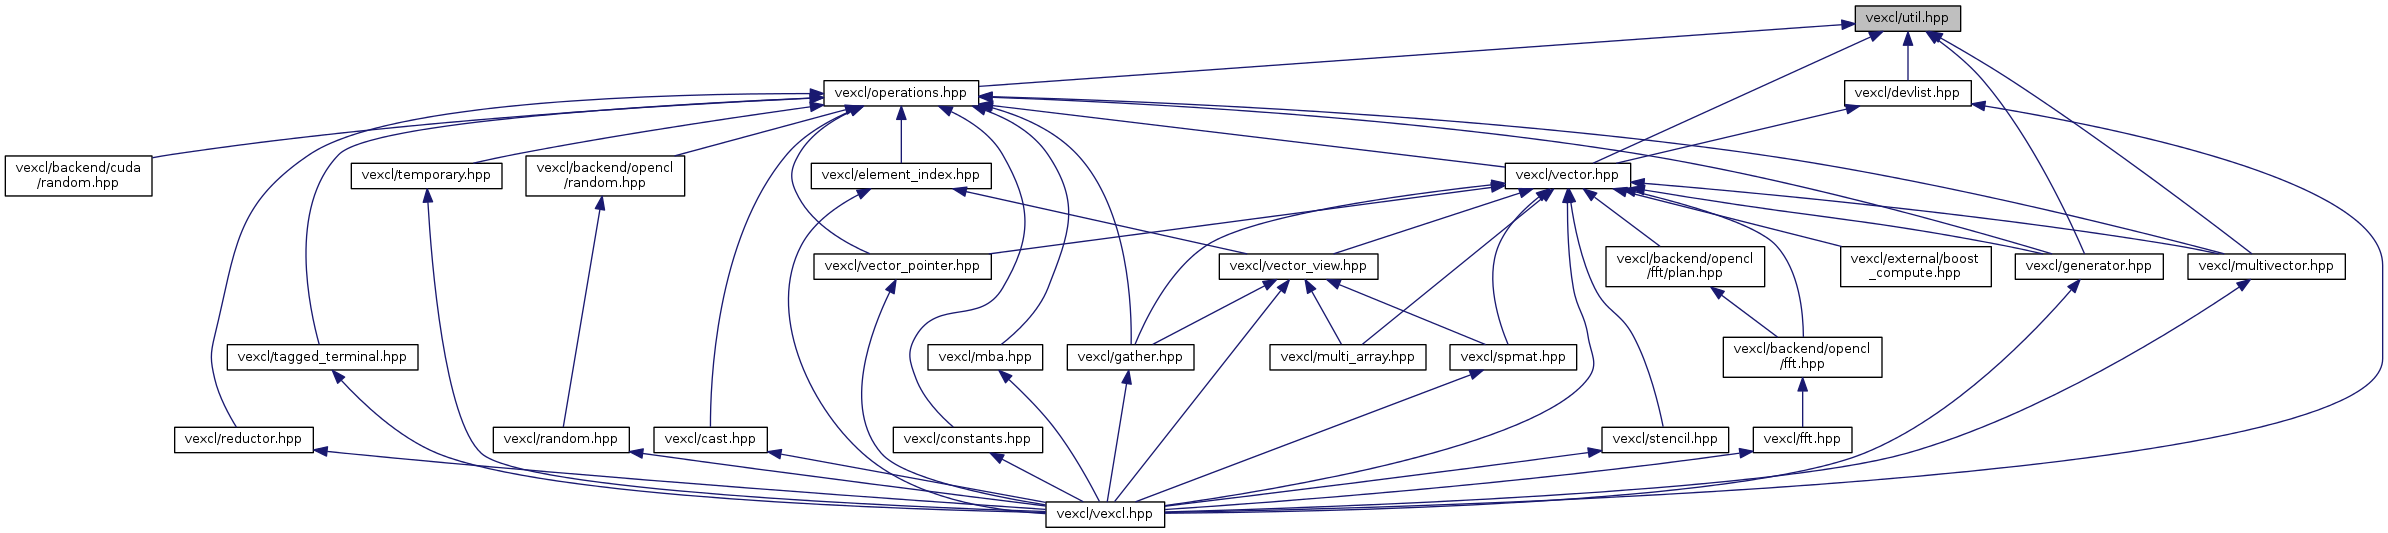 vexcl/util.hpp
vexcl/operations.hpp
vexcl/devlist.hpp
vexcl/backend/cuda
/random.hpp
vexcl/temporary.hpp
vexcl/backend/opencl
/random.hpp
vexcl/element_index.hpp
vexcl/vector.hpp
vexcl/vector_pointer.hpp
vexcl/vector_view.hpp
vexcl/backend/opencl
/fft/plan.hpp
vexcl/external/boost
_compute.hpp
vexcl/generator.hpp
vexcl/multivector.hpp
vexcl/tagged_terminal.hpp
vexcl/mba.hpp
vexcl/gather.hpp
vexcl/multi_array.hpp
vexcl/spmat.hpp
vexcl/backend/opencl
/fft.hpp
vexcl/reductor.hpp
vexcl/random.hpp
vexcl/cast.hpp
vexcl/constants.hpp
vexcl/stencil.hpp
vexcl/fft.hpp
vexcl/vexcl.hpp